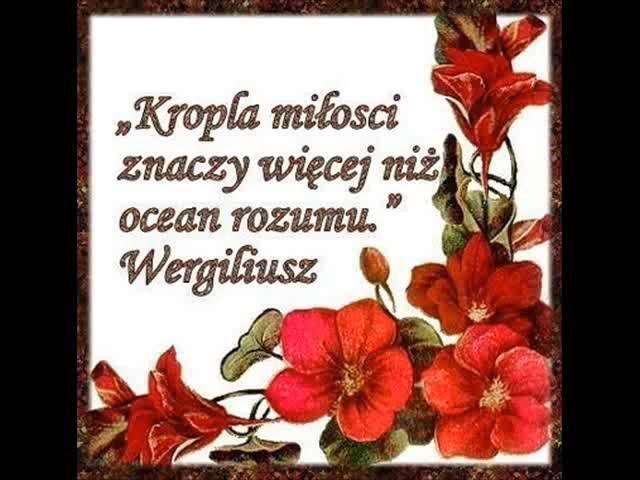 „Kropla miłosci
znaczy więcej niż
ocean rozumu.”
Wergiliusz